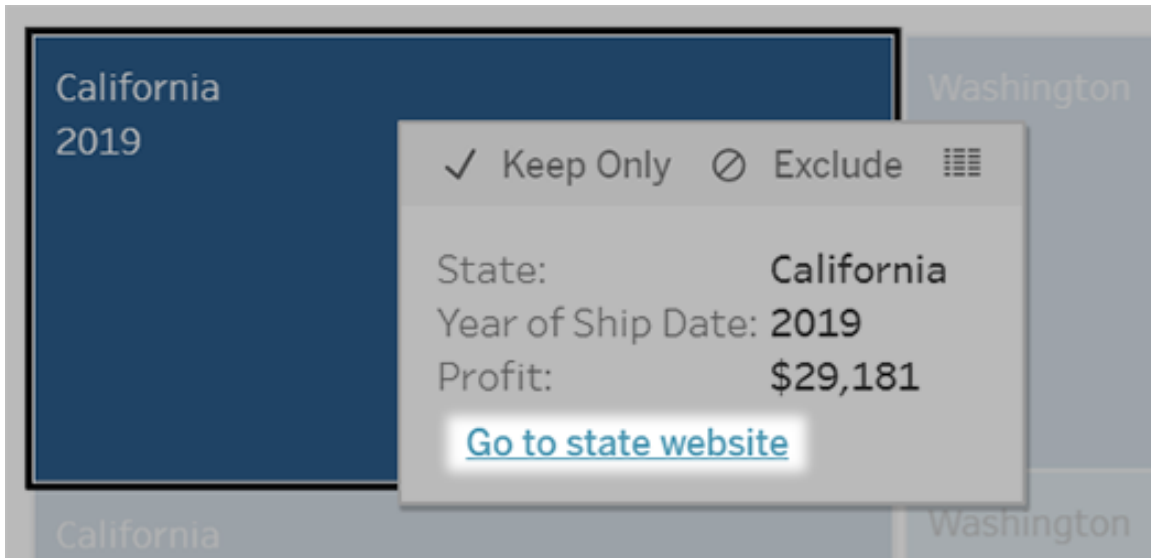 California
2019
Washington
Keep Only Exclude
State: California
Year of Ship Date: 2019
Profit: $29,181
Go to state website
California
Washington